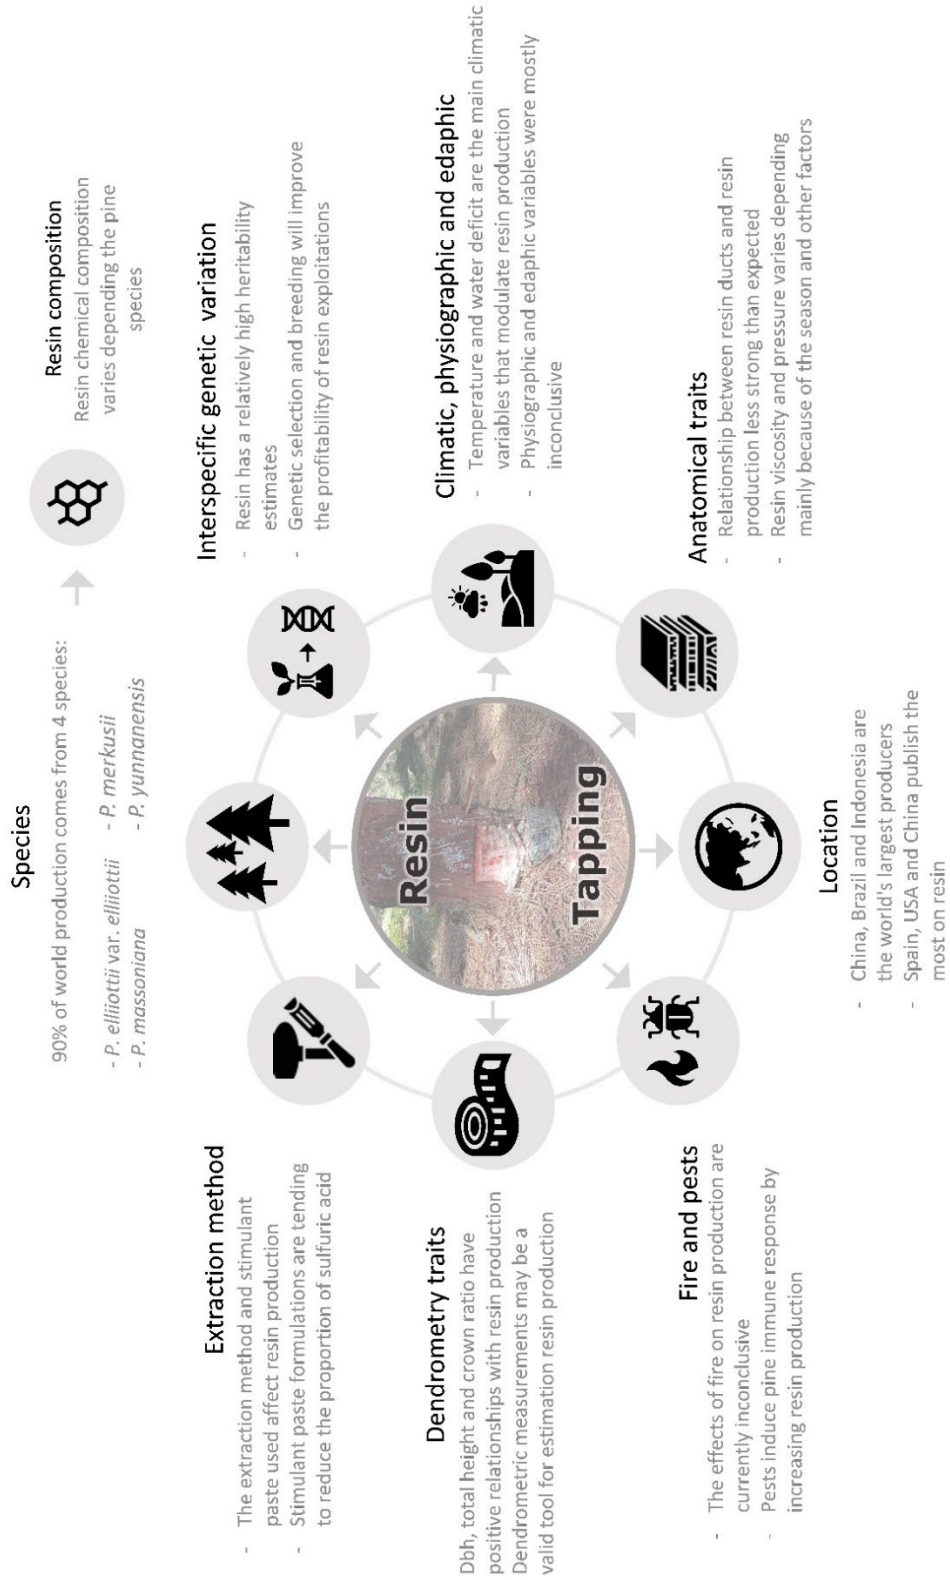 Species
90% of world production comes from 4 species:
- P. elliiottii var. elliiottii - P. merkusii
- P. massoniana - P. yunnanensis
Resin composition
Resin chemical composition
varies depending the pine
species
Interspecific genetic variation
- Resin has a relatively high heritability
estimates
- Genetic selection and breeding will improve
the profitability of resin exploitations
Climatic, physiographic and edaphic
- Temperature and water deficit are the main climatic
variables that modulate resin production
- Physiographic and edaphic variables were mostly
inconclusive
Anatomical traits
- Relationship between resin ducts and resin
production less strong than expected
- Resin viscosity and pressure varies depending
mainly because of the season and other factors
Location
- China, Brazil and Indonesia are
the world's largest producers
- Spain, USA and China publish the
most on resin
Fire and pests
- The effects of fire on resin production are
currently inconclusive
- Pests induce pine immune response by
increasing resin production
Dendrometry traits
Dbh, total height and crown ratio have
positive relationships with resin production
Dendrometric measurements may be a
valid tool for estimation resin production
Extraction method
- The extraction method and stimulant
paste used affect resin production
- Stimulant paste formulations are tending
to reduce the proportion of sulfuric acid
Resin
Tapping